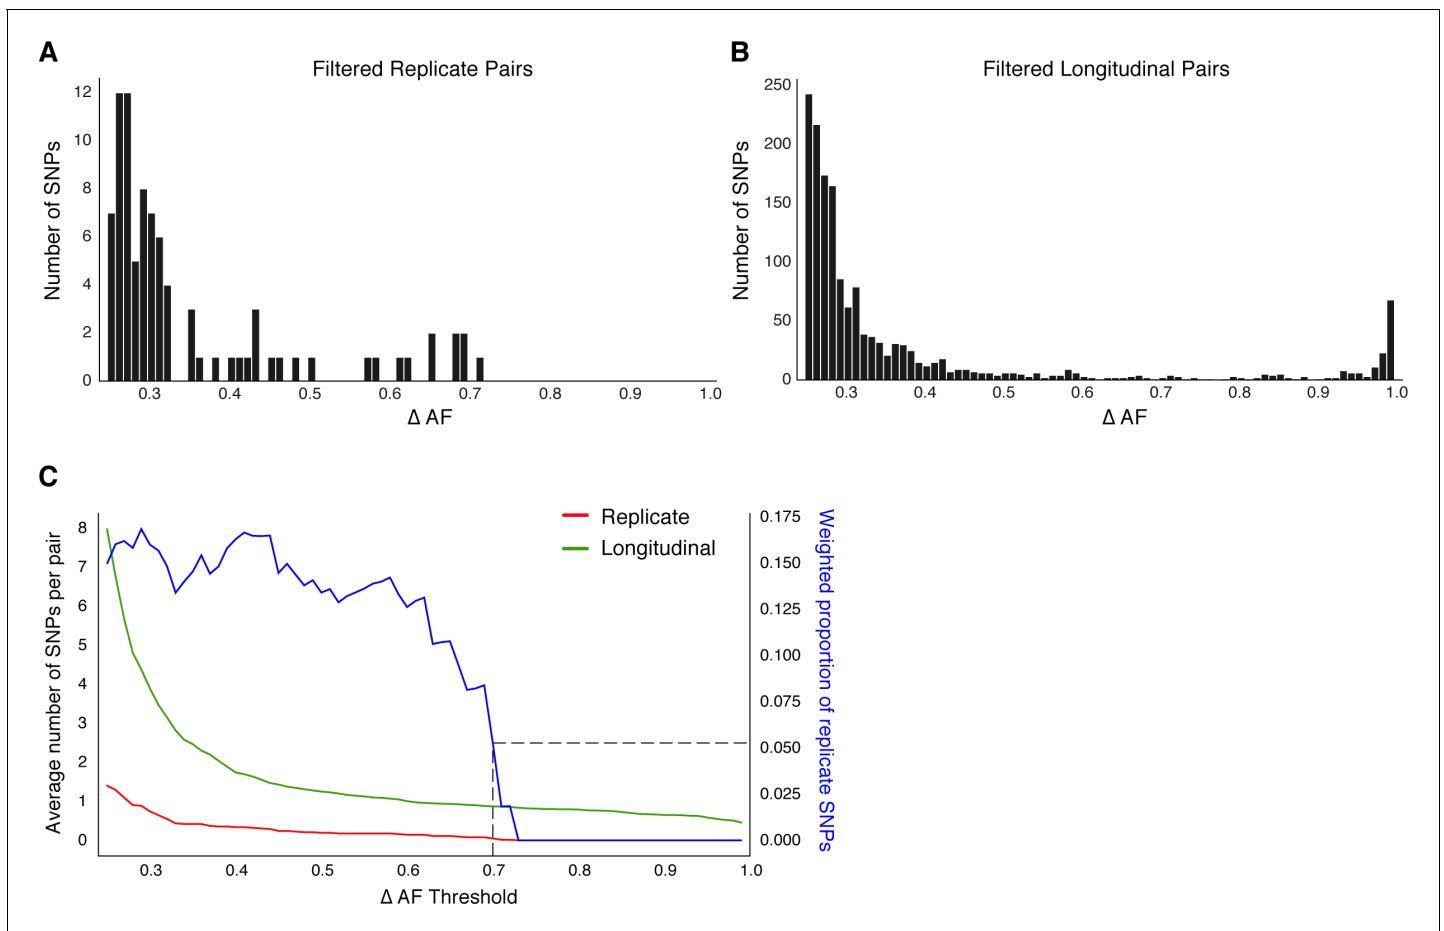 A
Filtered Replicate Pairs
Number of SNPs
12
10
8
6
4
2
0
0.3 0.4 0.5 0.6 0.7 0.8 0.9 1.0
Δ AF
B
Filtered Longitudinal Pairs
Number of SNPs
250
200
150
100
50
0
0.3 0.4 0.5 0.6 0.7 0.8 0.9 1.0
Δ AF
C
Replicate
Longitudinal
Average number of SNPs per pair
8
7
6
5
4
3
2
1
0
0.175
0.150
0.125
0.100
0.075
0.050
0.025
0.000
Weighted proportion of replicate SNPs
0.3 0.4 0.5 0.6 0.7 0.8 0.9 1.0
Δ AF Threshold